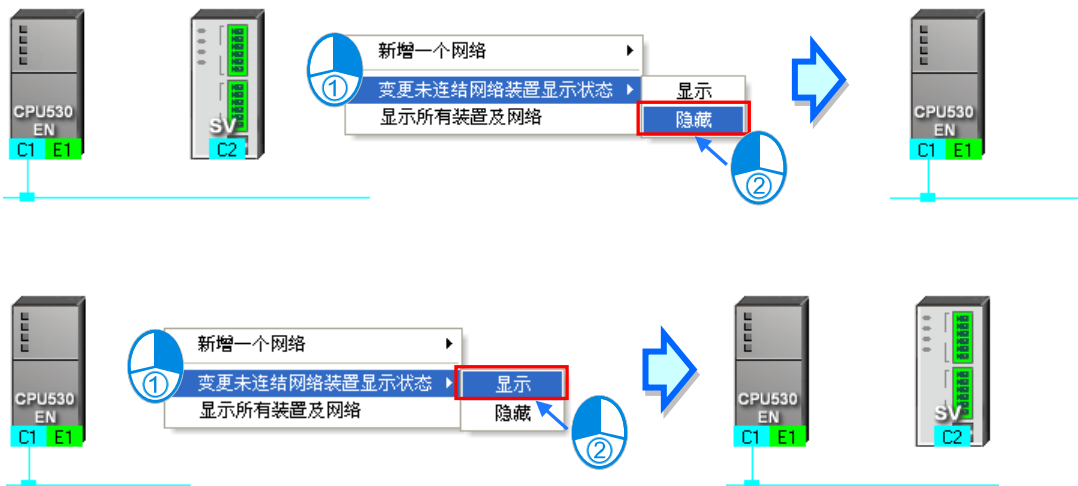 CPU530
EN
C1 E1
SV
C2
新增一个网络
变更未连结网络装置显示状态
显示所有装置及网络
显示
隐藏
①
②
CPU530
EN
C1 E1
CPU530
EN
C1 E1
新增一个网络
变更未连结网络装置显示状态
显示所有装置及网络
显示
隐藏
①
②
CPU530
EN
C1 E1
SV
C2